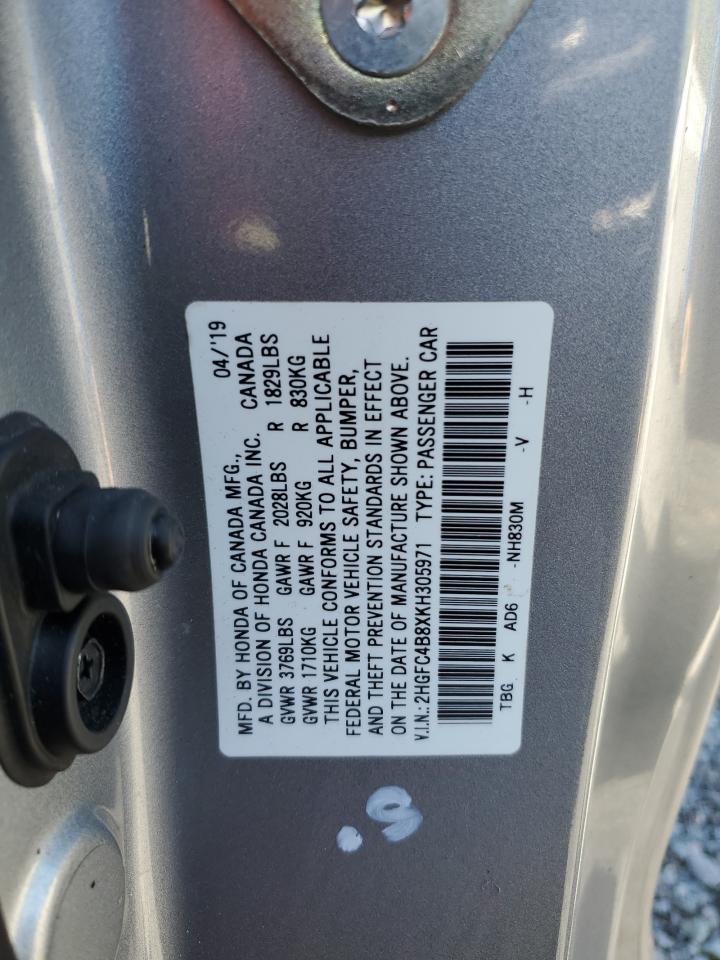 04/'19
MFD. BY HONDA OF CANADA MFG.,
A DIVISION OF HONDA CANADA INC. CANADA
GVWR 3769LBS GAWR F 2028LBS R 1829LBS
GVWR 1710KG GAWR F 920KG R 830KG
THIS VEHICLE CONFORMS TO ALL APPLICABLE
FEDERAL MOTOR VEHICLE SAFETY, BUMPER,
AND THEFT PREVENTION STANDARDS IN EFFECT
ON THE DATE OF MANUFACTURE SHOWN ABOVE.
V.I.N.: 2HGFC4B8XKH305971 TYPE: PASSENGER CAR
TBG K AD6 -NH830M -V -H